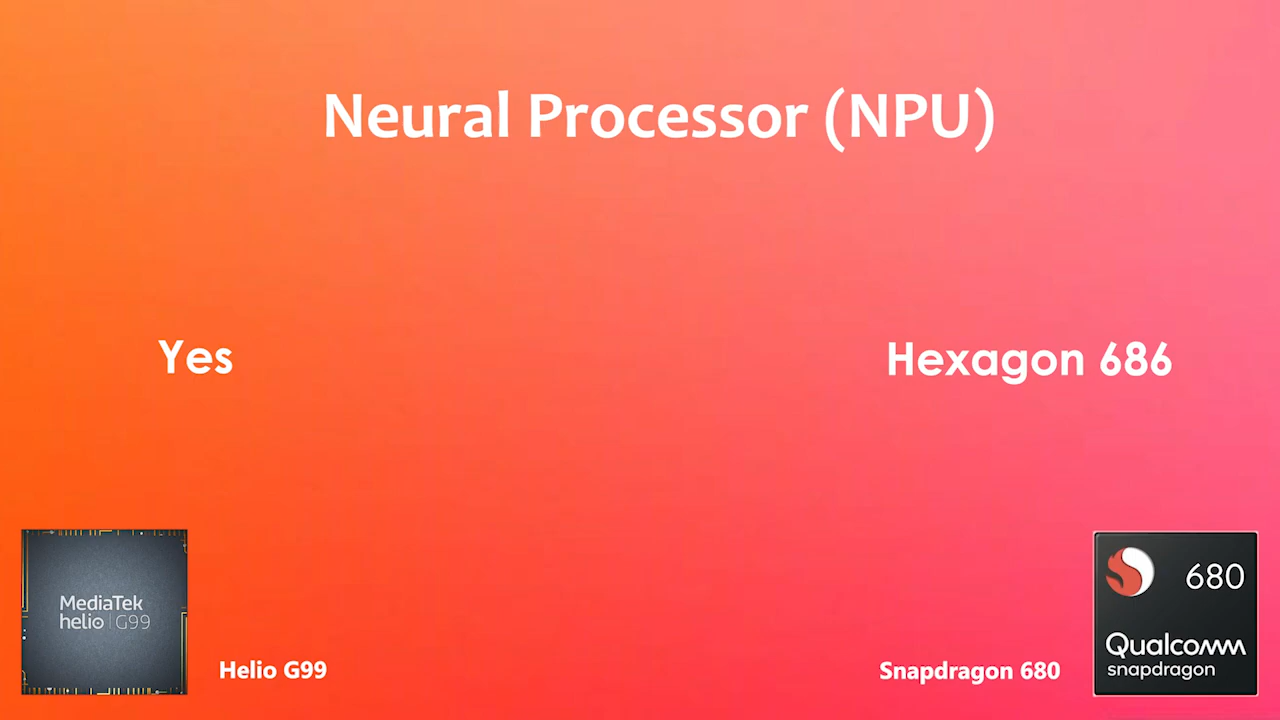 Neural Processor (NPU)
Yes
Hexagon 686
MediaTek
helio G99
Helio G99
Snapdragon 680
680
Qualcomm
snapdragon